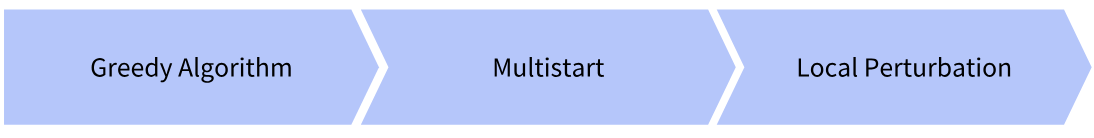 Greedy Algorithm
Multistart
Local Perturbation